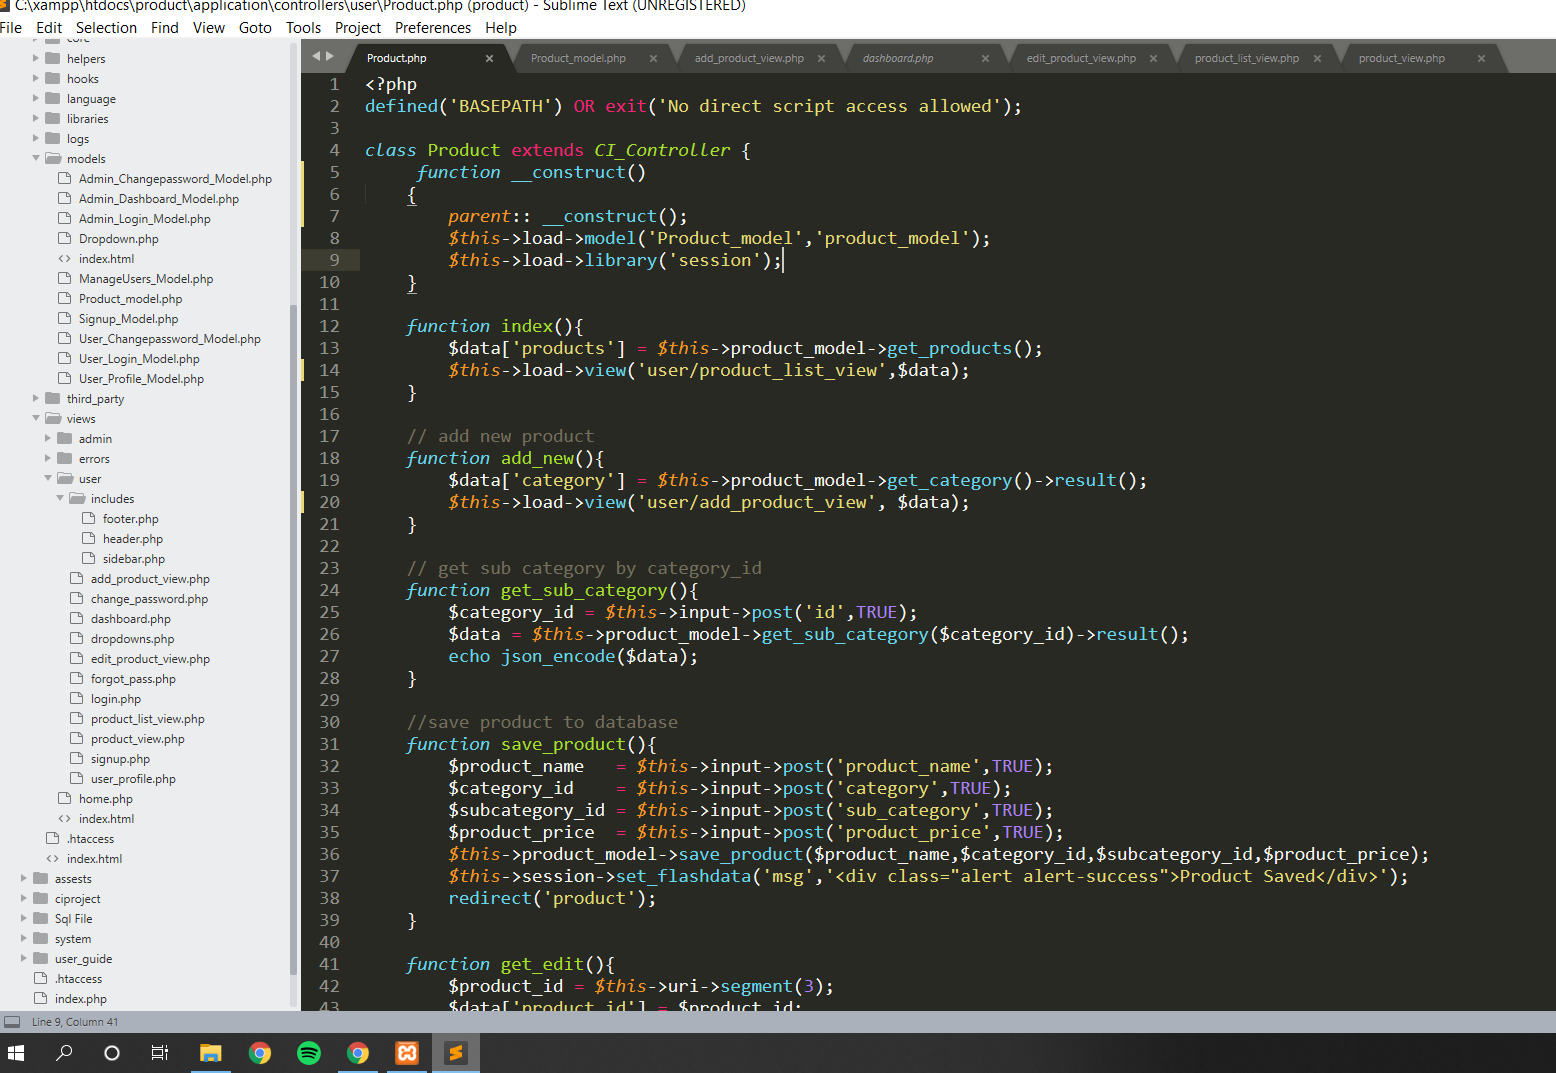 C:\xampp\htdocs\product\application\controllers\user\Product.php (product) - Sublime Text (UNREGISTERED)
File Edit Selection Find View Goto Tools Project Preferences Help
core
helpers
hooks
language
libraries
logs
models
Admin_Changepassword_Model.php
Admin_Dashboard_Model.php
Admin_Login_Model.php
Dropdown.php
index.html
ManageUsers_Model.php
Product_model.php
Signup_Model.php
User_Changepassword_Model.php
User_Login_Model.php
User_Profile_Model.php
third_party
views
admin
errors
user
includes
footer.php
header.php
sidebar.php
add_product_view.php
change_password.php
dashboard.php
dropdowns.php
edit_product_view.php
forgot_pass.php
login.php
product_list_view.php
product_view.php
signup.php
user_profile.php
home.php
index.html
.htaccess
index.html
assests
ciproject
Sql File
system
user_guide
.htaccess
index.php
Product.php Product_model.php add_product_view.php dashboard.php edit_product_view.php product_list_view.php product_view.php
1 <?php
2 defined('BASEPATH') OR exit('No direct script access allowed');
3
4 class Product extends CI_Controller {
5 function __construct()
6 {
7 parent:: __construct();
8 $this->load->model('Product_model','product_model');
9 $this->load->library('session');
10 }
11
12 function index(){
13 $data['products'] = $this->product_model->get_products();
14 $this->load->view('user/product_list_view',$data);
15 }
16
17 // add new product
18 function add_new(){
19 $data['category'] = $this->product_model->get_category()->result();
20 $this->load->view('user/add_product_view', $data);
21 }
22
23 // get sub category by category_id
24 function get_sub_category(){
25 $category_id = $this->input->post('id',TRUE);
26 $data = $this->product_model->get_sub_category($category_id)->result();
27 echo json_encode($data);
28 }
29
30 //save product to database
31 function save_product(){
32 $product_name = $this->input->post('product_name',TRUE);
33 $category_id = $this->input->post('category',TRUE);
34 $subcategory_id = $this->input->post('sub_category',TRUE);
35 $product_price = $this->input->post('product_price',TRUE);
36 $this->product_model->save_product($product_name,$category_id,$subcategory_id,$product_price);
37 $this->session->set_flashdata('msg','<div class="alert alert-success">Product Saved</div>');
38 redirect('product');
39 }
40
41 function get_edit(){
42 $product_id = $this->uri->segment(3);
43 $data['product_id'] = $product_id;
Line 9, Column 41